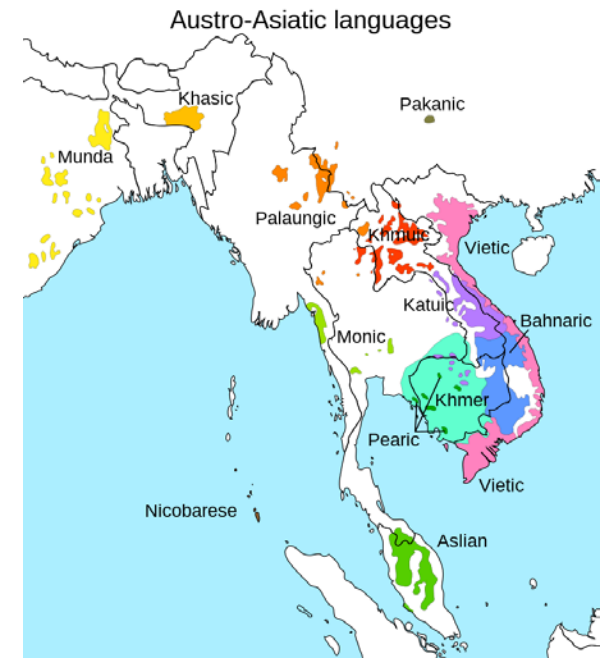 Austro-Asiatic languages
Khasic
Pakanic
Munda
Palaungic
Khmuic
Vietic
Katuic
Bahnaric
Monic
Khmer
Pearic
Vietic
Nicobarese
Aslian